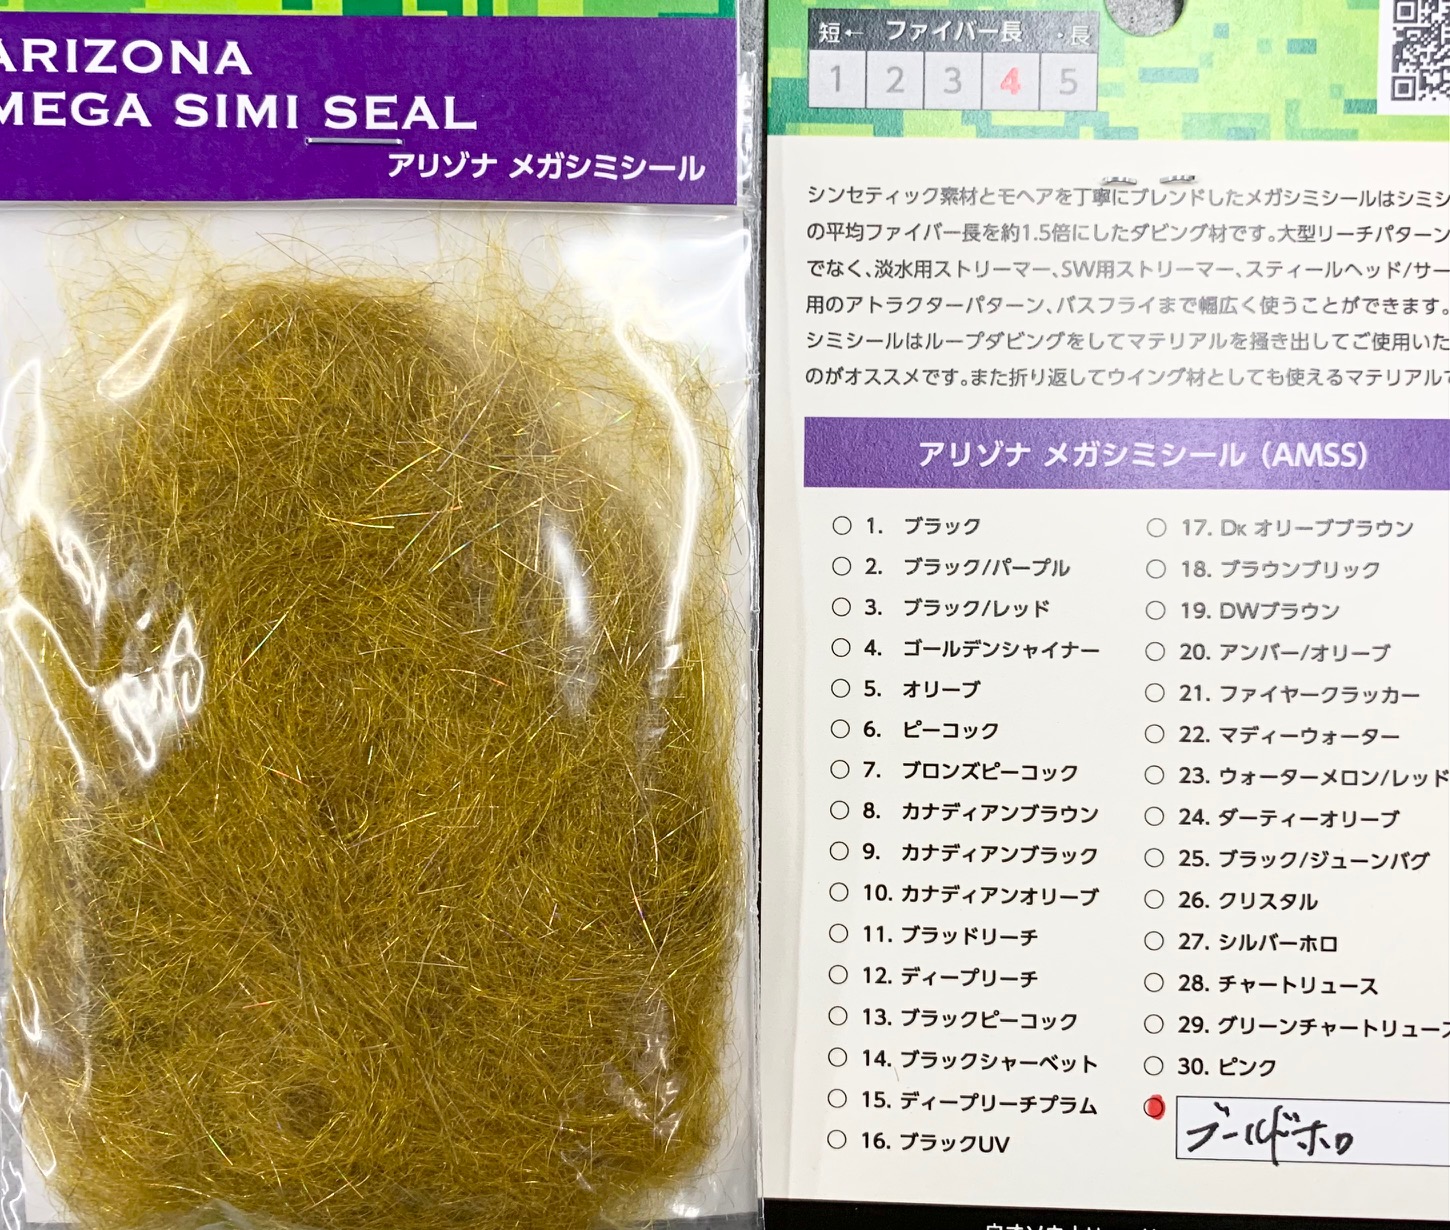 ARIZONA
MEGA SIMI SEAL
アリゾナ メガシミシール
短← ファイバー長 ・長
1 2 3 4 5
シンセティック素材とモヘアを丁寧にブレンドしたメガシミシールはシミシ
の平均ファイバー長を約1.5倍にしたダビング材です。大型リーチパターン
でなく、淡水用ストリーマー、SW用ストリーマー、スティールヘッド/サー
用のアトラクターパターン、バスフライまで幅広く使うことができます。
シミシールはループダビングをしてマテリアルを掻き出してご使用いた
のがオススメです。また折り返してウイング材としても使えるマテリアルで
アリゾナ メガシミシール（AMSS）
1. ブラック
2. ブラック/パープル
3. ブラック/レッド
4. ゴールデンシャイナー
5. オリーブ
6. ピーコック
7. ブロンズピーコック
8. カナディアンブラウン
9. カナディアンブラック
10. カナディアンオリーブ
11. ブラッドリーチ
12. ディープリーチ
13. ブラックピーコック
14. ブラックシャーベット
15. ディープリーチプラム
16. ブラックUV
17. Dk オリーブブラウン
18. ブラウンブリック
19. DWブラウン
20. アンバー/オリーブ
21. ファイヤークラッカー
22. マディーウォーター
23. ウォーターメロン/レッド
24. ダーティーオリーブ
25. ブラック/ジューンバグ
26. クリスタル
27. シルバーホロ
28. チャートリュース
29. グリーンチャートリュース
30. ピンク
ゴールドホロ